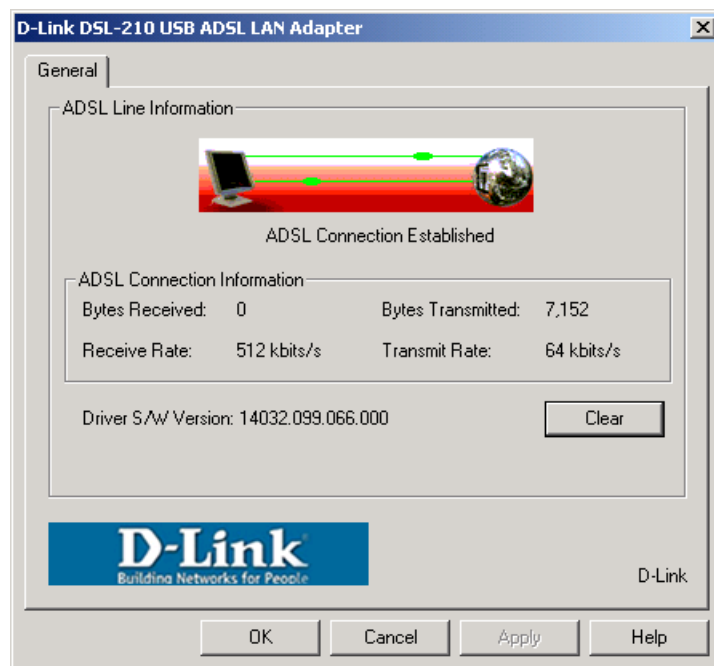 D-Link DSL-210 USB ADSL LAN Adapter
General
ADSL Line Information
ADSL Connection Established
ADSL Connection Information
Bytes Received: 0 Bytes Transmitted: 7,152
Receive Rate: 512 kbits/s Transmit Rate: 64 kbits/s
Driver S/W Version: 14032.099.066.000 Clear
D-Link
Building Networks for People
D-Link
OK Cancel Apply Help